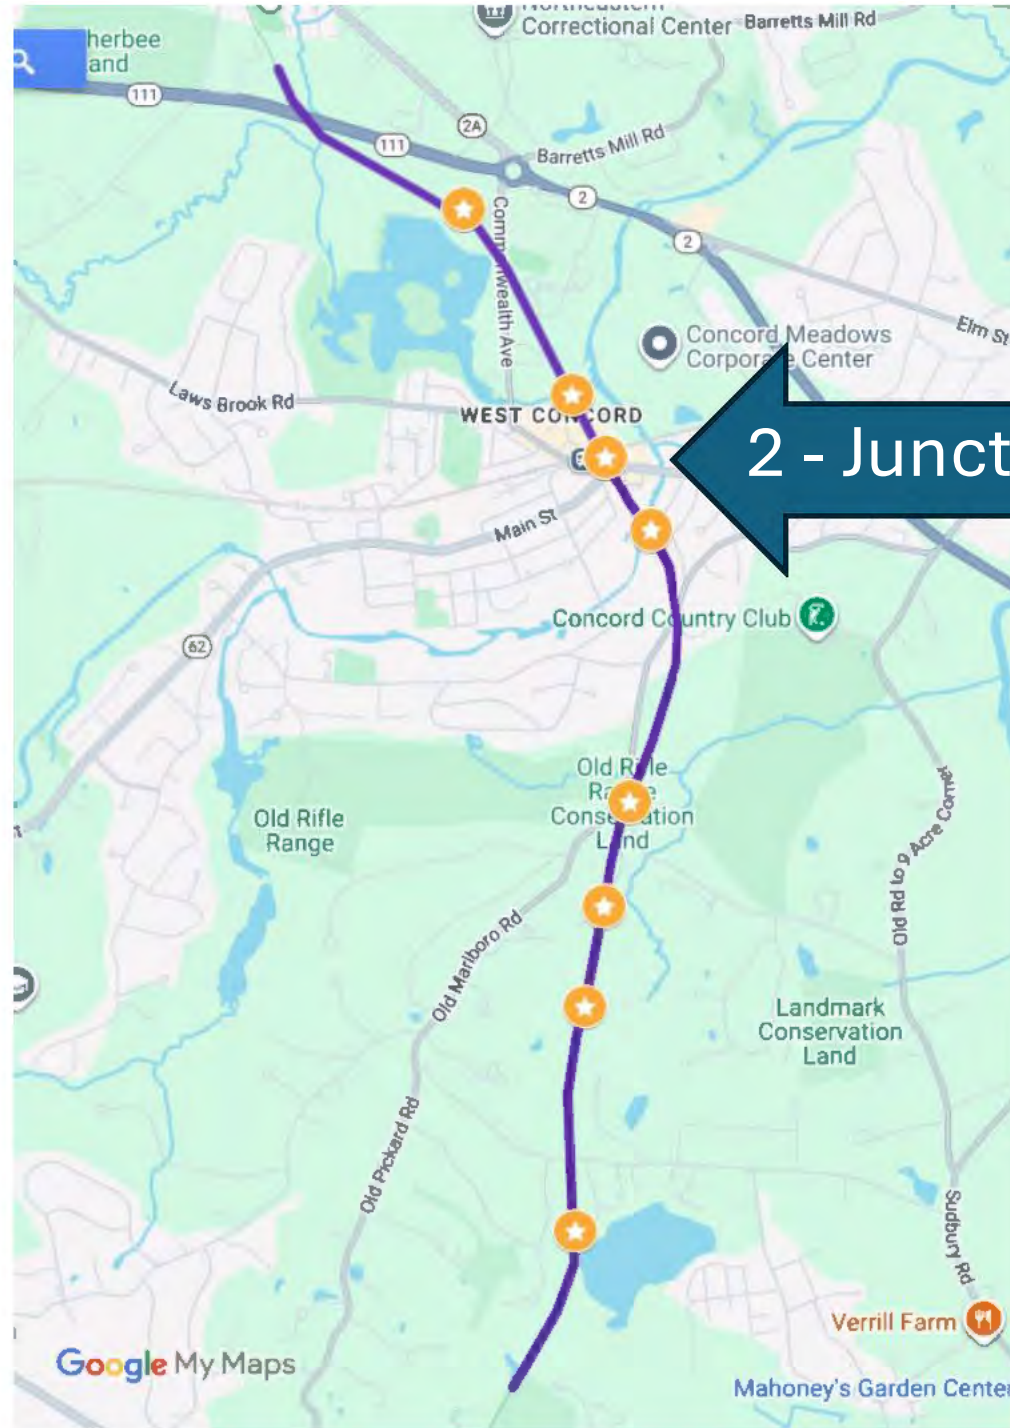 Northeastern
Correctional Center
Barretts Mill Rd
herbee
and
111
2A
111
Barretts Mill Rd
2
2
Commonwealth Ave
Elm St
Concord Meadows
Corporate Center
Laws Brook Rd
WEST CONCORD
2 - Junct
Main St
Concord Country Club
62
Old Rifle
Range
Conservation
Land
Old Rifle
Range
Old Rd to 9 Acre Corner
Old Marlboro Rd
Landmark
Conservation
Land
Old Pickard Rd
Sudbury Rd
Verrill Farm
Google My Maps
Mahoney's Garden Center